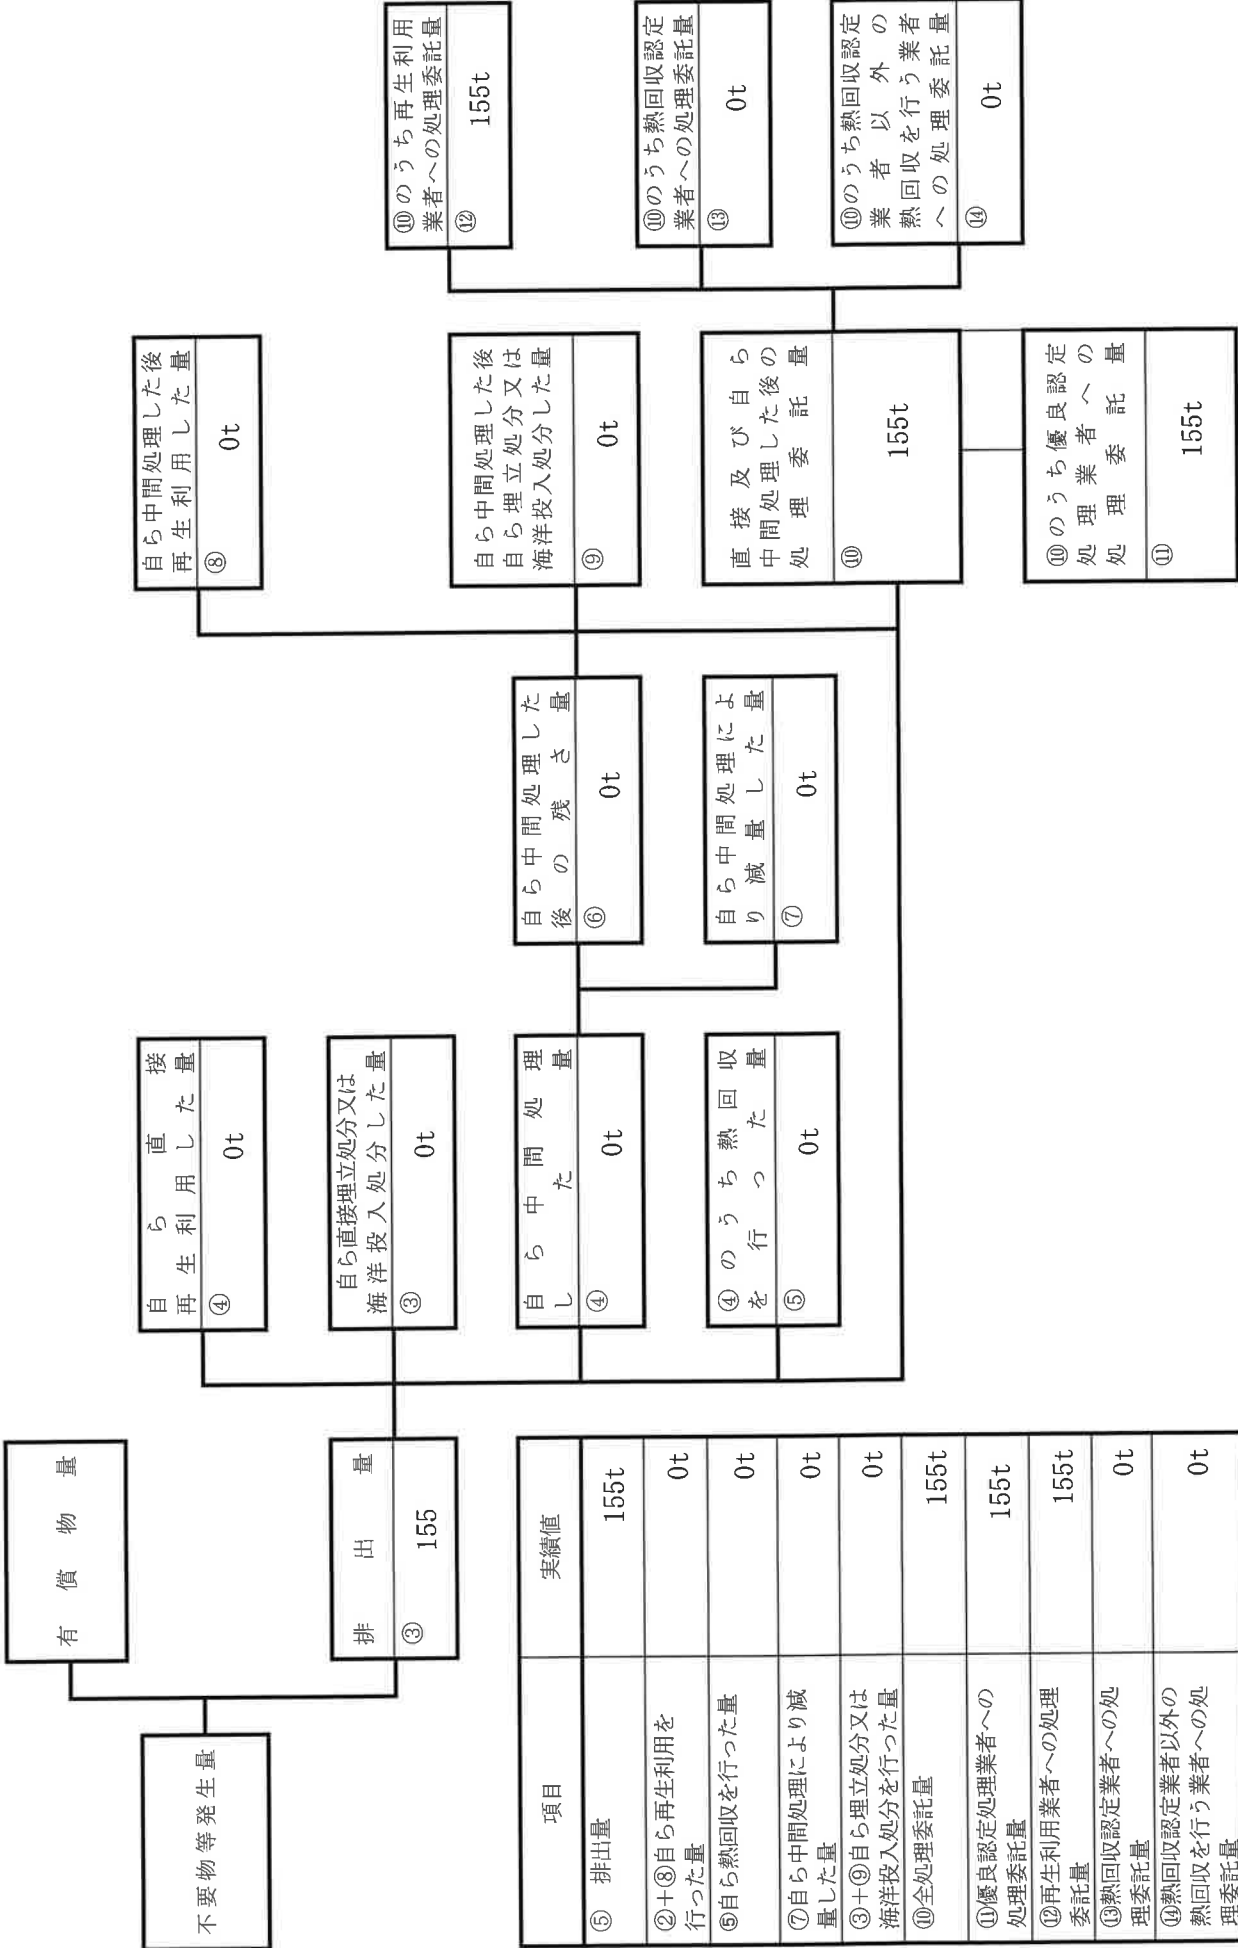 不要物等発生量
有償物量
排出量
③
155
自ら直接
再生利用した量
④
0t
自ら直接埋立処分又は
海洋投入処分した量
③
0t
自ら中間処理
した量
④
0t
④のうち熱回収
を行った量
⑤
0t
自ら中間処理した
後の残さ量
⑥
0t
自ら中間処理によ
り減量した量
⑦
0t
自ら中間処理した後
再生利用した量
⑧
0t
自ら中間処理した後
自ら埋立処分又は
海洋投入処分した量
⑨
0t
直接及び自ら
中間処理した後の
処理委託量
⑩
155t
⑩のうち優良認定
処理業者への
処理委託量
⑪
155t
⑩のうち再生利用
業者への処理委託量
⑫
155t
⑩のうち熱回収認定
業者への処理委託量
⑬
0t
⑩のうち熱回収認定
業者以外の
熱回収を行う業者
への処理委託量
⑭
0t
項目
実績値
⑤ 排出量
155t
②+⑧自ら再生利用を
行った量
0t
⑤自ら熱回収を行った量
0t
⑦自ら中間処理により減
量した量
0t
③+⑨自ら埋立処分又は
海洋投入処分を行った量
0t
⑩全処理委託量
155t
⑪優良認定処理業者への
処理委託量
155t
⑫再生利用業者への処理
委託量
155t
⑬熱回収認定業者への処
理委託量
0t
⑭熱回収認定業者以外の
熱回収を行う業者への処
理委託量
0t